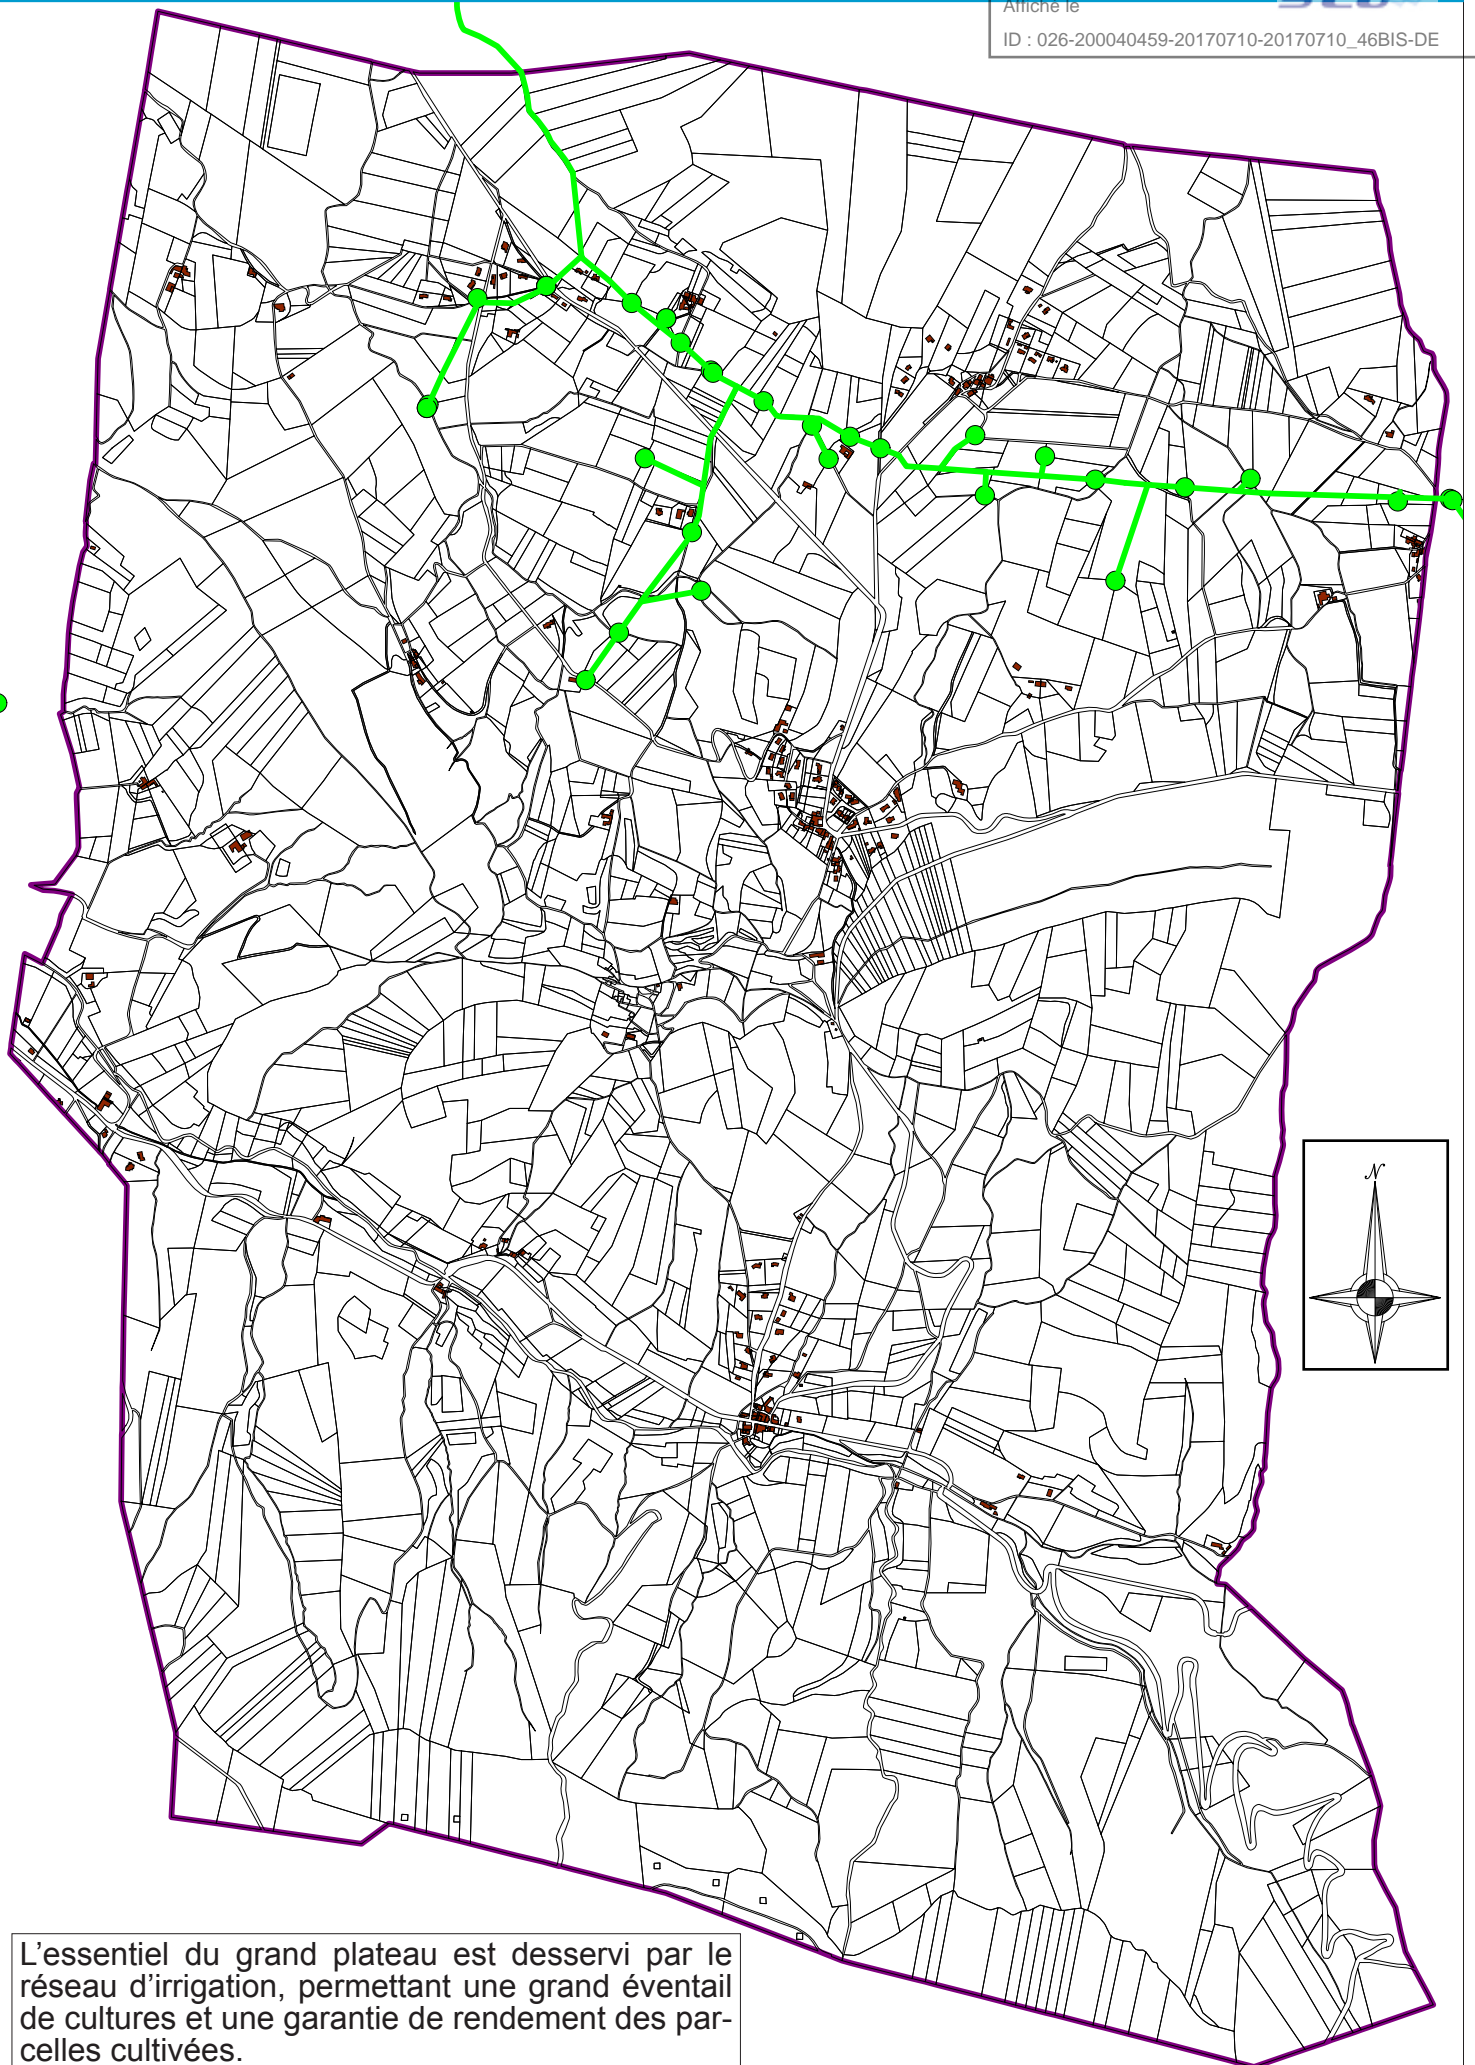 Affiché le
ID : 026-200040459-20170710-20170710_46BIS-DE
N
L'essentiel du grand plateau est desservi par le
réseau d'irrigation, permettant une grand éventail
de cultures et une garantie de rendement des par-
celles cultivées.